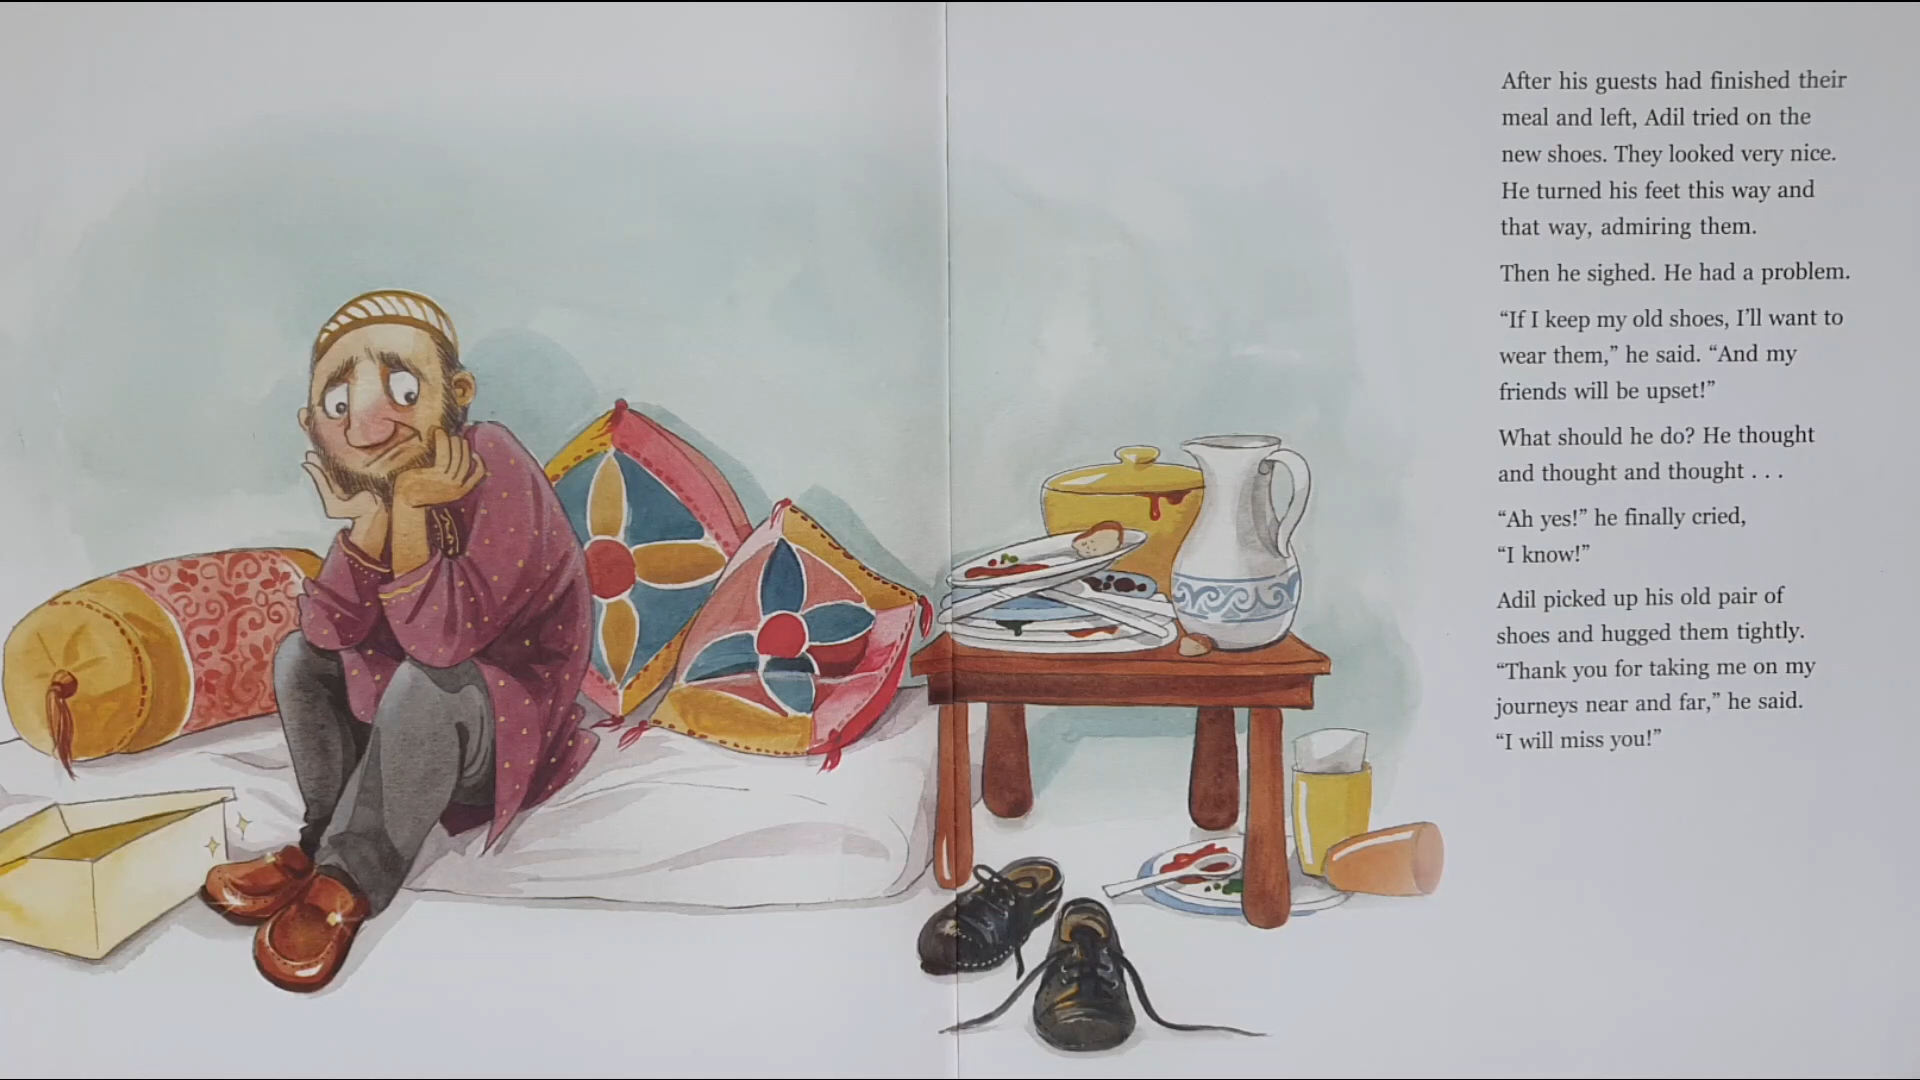 After his guests had finished their
meal and left, Adil tried on the
new shoes. They looked very nice.
He turned his feet this way and
that way, admiring them.
Then he sighed. He had a problem.
“If I keep my old shoes, I’ll want to
wear them,” he said. “And my
friends will be upset!”
What should he do? He thought
and thought and thought . . .
“Ah yes!” he finally cried,
“I know!”
Adil picked up his old pair of
shoes and hugged them tightly.
“Thank you for taking me on my
journeys near and far,” he said.
“I will miss you!”